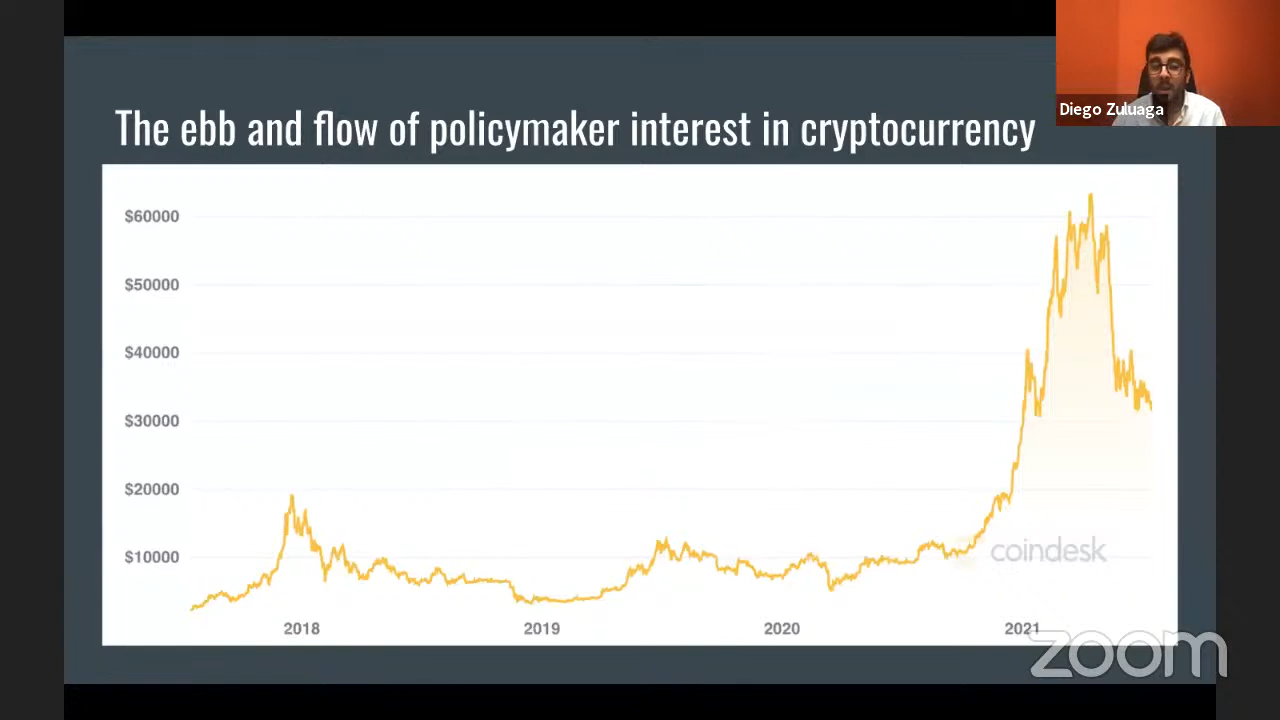 Diego Zuluaga
The ebb and flow of policymaker interest in cryptocurrency
$60000
$50000
$40000
$30000
$20000
$10000
coindesk
2018 2019 2020 2021
zoom